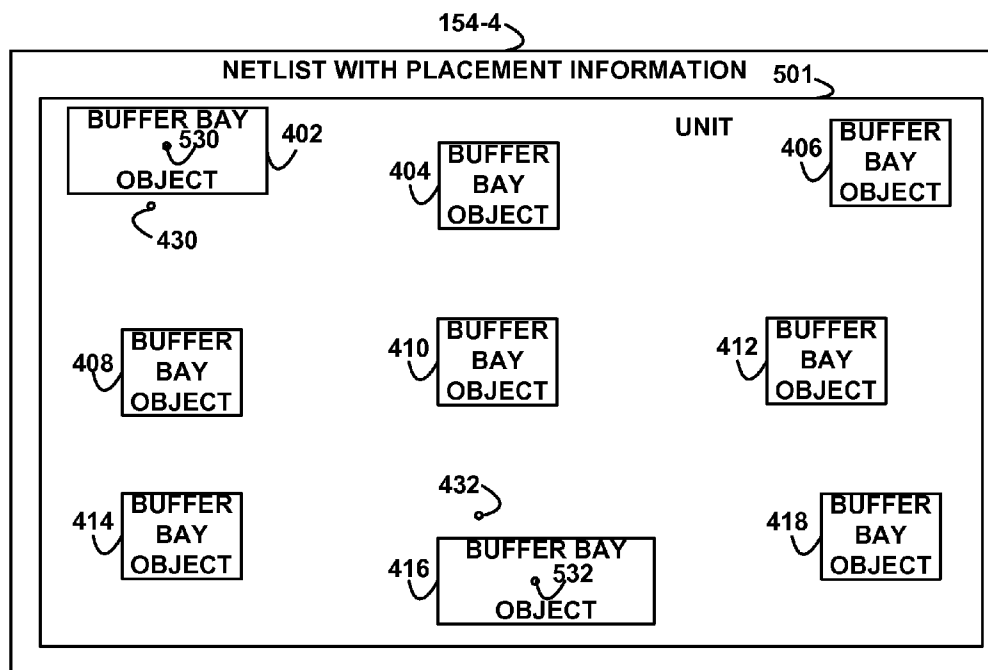 154-4
NETLIST WITH PLACEMENT INFORMATION
501
BUFFER BAY
530
OBJECT
402
UNIT
404
BUFFER
BAY
OBJECT
406
BUFFER
BAY
OBJECT
430
408
BUFFER
BAY
OBJECT
410
BUFFER
BAY
OBJECT
412
BUFFER
BAY
OBJECT
414
BUFFER
BAY
OBJECT
432
416
BUFFER BAY
532
OBJECT
418
BUFFER
BAY
OBJECT